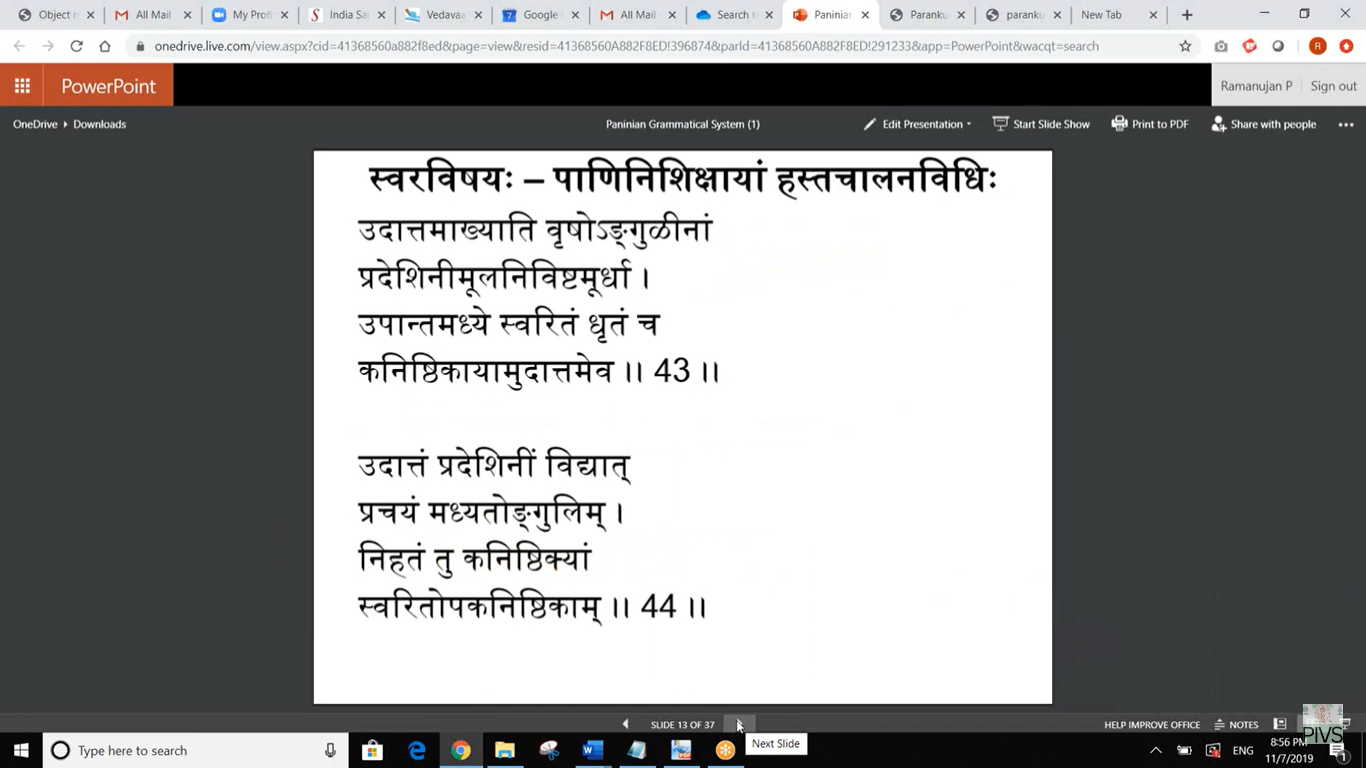 Object n
All Mail
My Profi
India Sa
Vedavaa
Google
All Mail
Search r
Paninian
Paranku
paranku
New Tab
onedrive.live.com/view.aspx?cid=41368560a882f8ed&page=view&resid=41368560A882F8ED!396874&parId=41368560A882F8ED!291233&app=PowerPoint&wacqt=search
R
PowerPoint
Ramanujan P
Sign out
OneDrive
Downloads
Paninian Grammatical System (1)
Edit Presentation
Start Slide Show
Print to PDF
Share with people
स्वरविषयः – पाणिनिशिक्षायां हस्तचालनविधिः
उदात्तमाख्याति वृषोऽङ्गुळीनां
प्रदेशिनीमूलनिविष्टमूर्धा ।
उपान्तमध्ये स्वरितं धृतं च
कनिष्ठिकायामुदात्तमेव ।। 43 ।।
उदात्तं प्रदेशिनीं विद्यात्
प्रचयं मध्यतोङ्गुलिम् ।
निहतं तु कनिष्ठिक्यां
स्वरितोपकनिष्ठिकाम् ।। 44 ।।
SLIDE 13 OF 37
HELP IMPROVE OFFICE
NOTES
Next Slide
PIVS
Type here to search
ENG
8:56 PM
11/7/2019